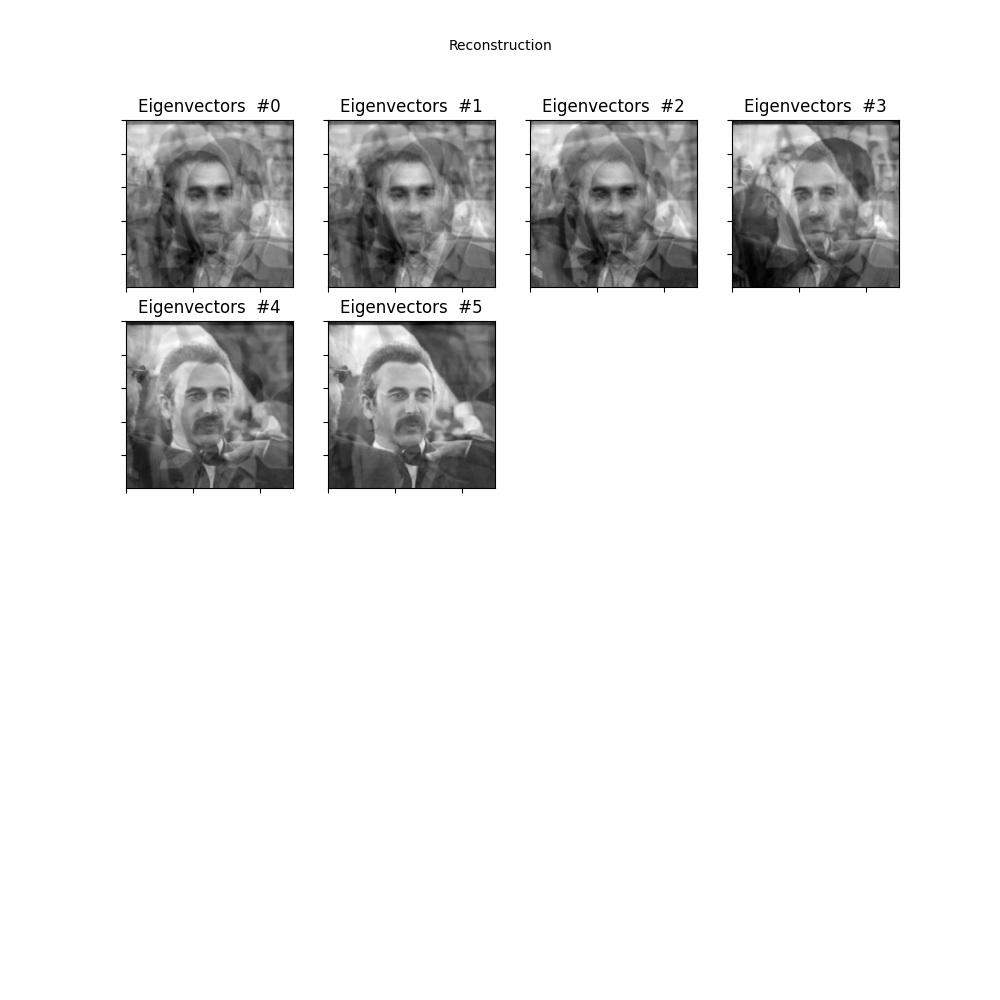 Reconstruction
Eigenvectors  #0
Eigenvectors  #1
Eigenvectors  #2
Eigenvectors  #3
Eigenvectors  #4
Eigenvectors  #5